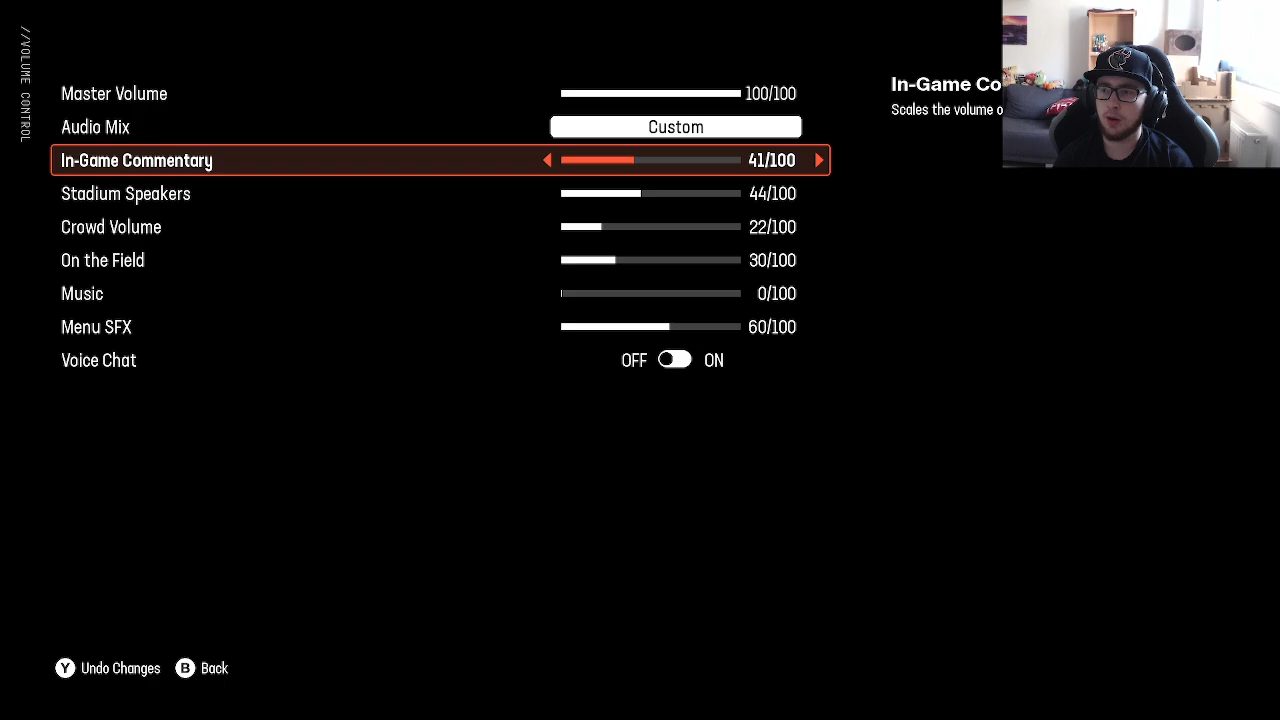 //VOLUME CONTROL
Master Volume 100/100
Audio Mix Custom
In-Game Commentary 41/100
Stadium Speakers 44/100
Crowd Volume 22/100
On the Field 30/100
Music 0/100
Menu SFX 60/100
Voice Chat OFF ON
In-Game Co
Scales the volume o
Y Undo Changes B Back